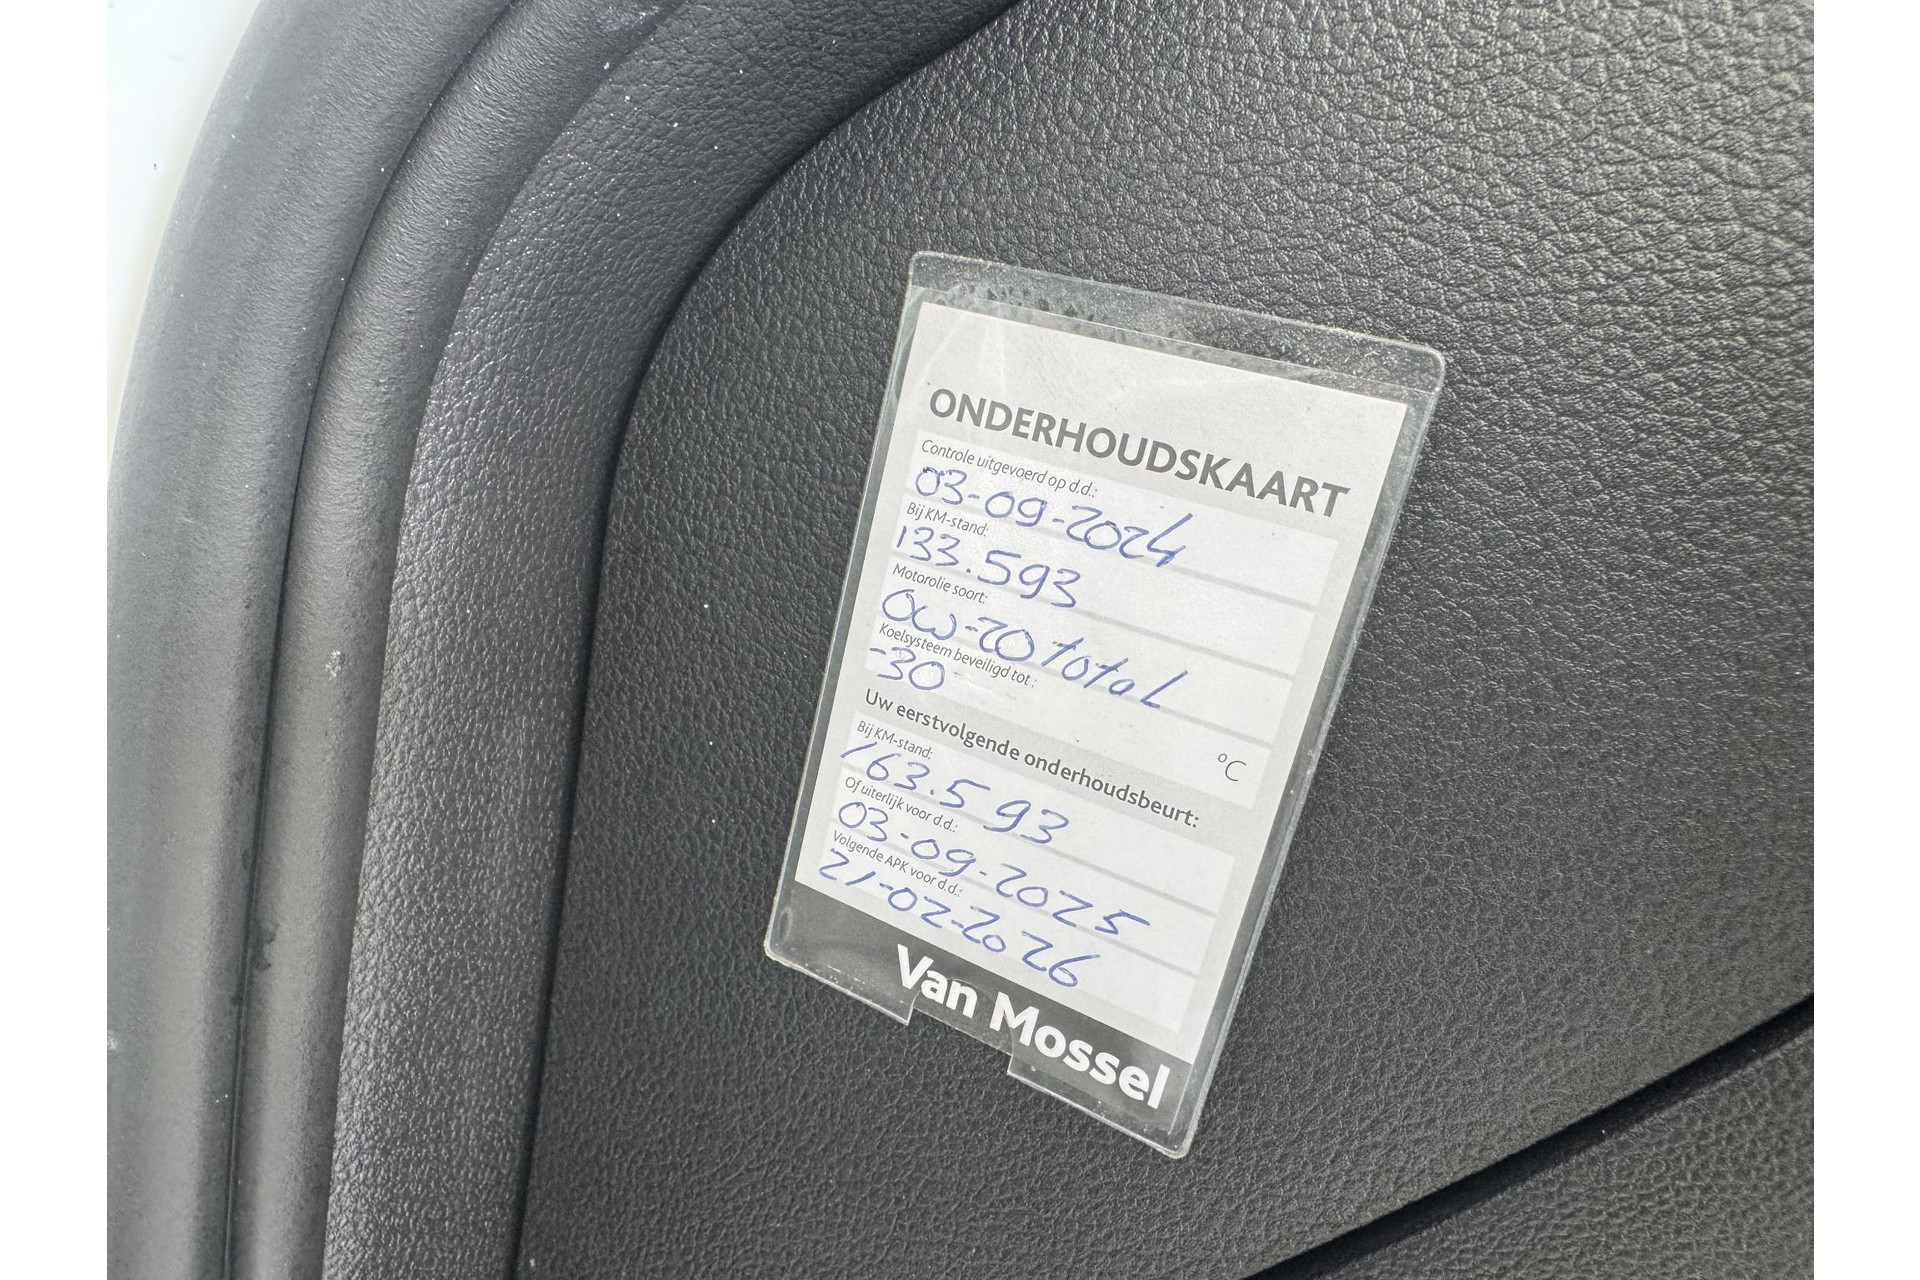 ONDERHOUDSKAART
Controle uitgevoerd op d.d.:
03-09-2024
Bij KM-stand:
133.593
Motorolie soort:
0W-20 total
Koelsysteem beveiligd tot:
-30 °C
Uw eerstvolgende onderhoudsbeurt:
Bij KM-stand:
163.593
Of uiterlijk voor d.d.:
03-09-2025
Volgende APK voor d.d.:
21-02-2026
Van Mossel